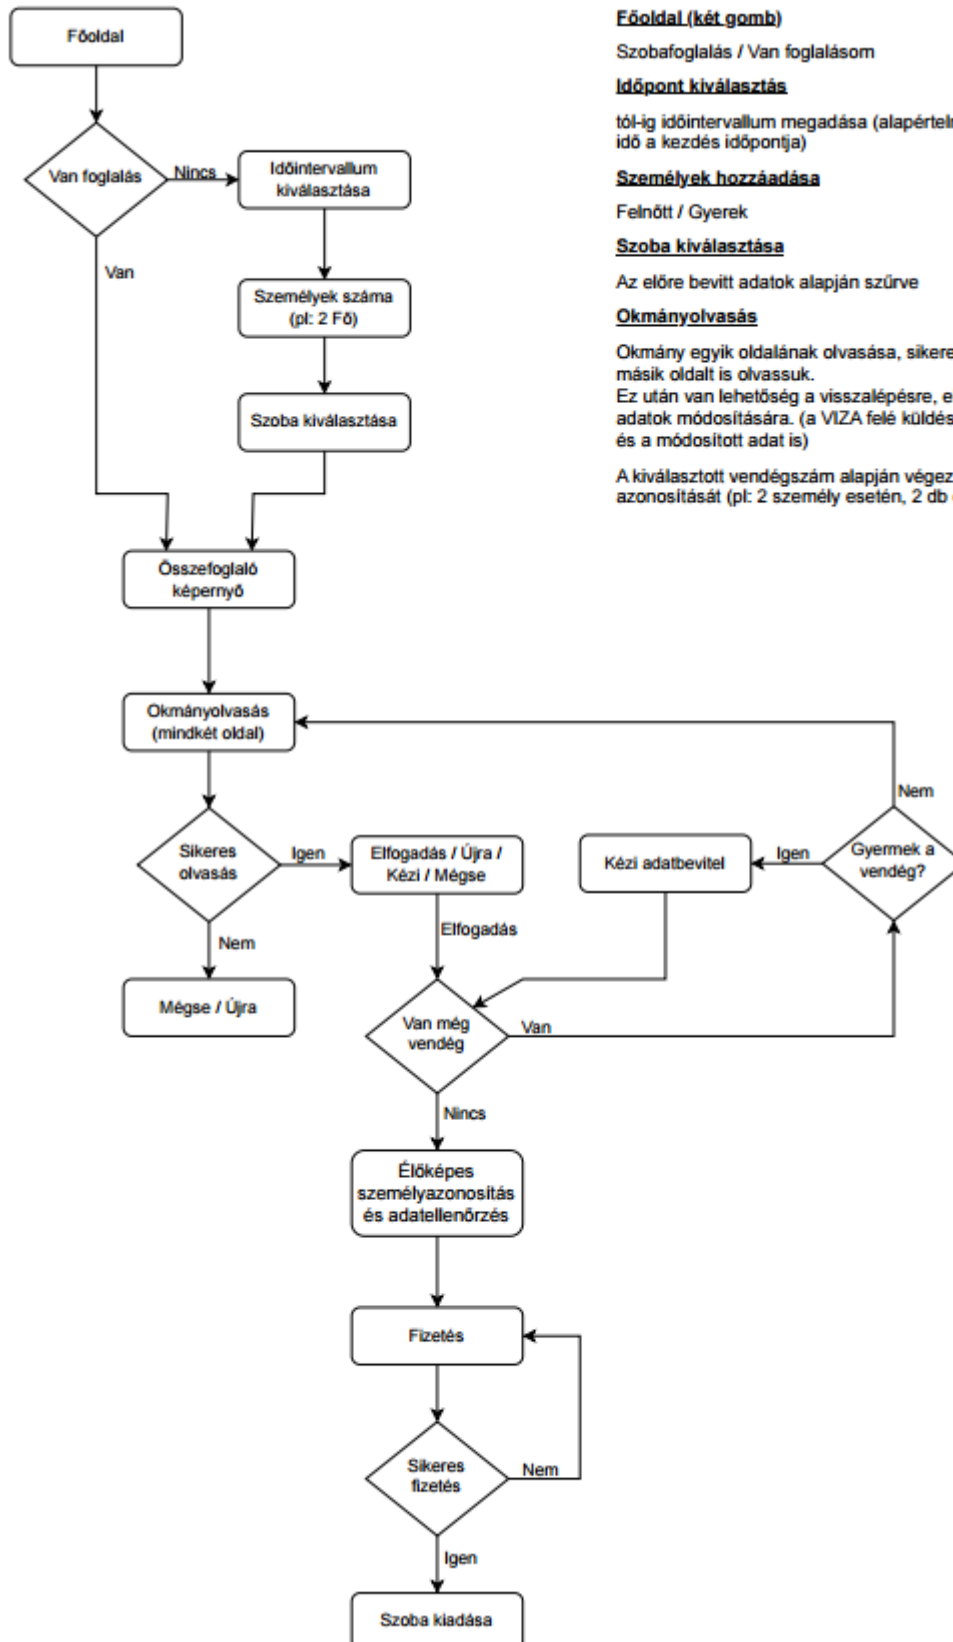 Főoldal
Van foglalás
Nincs
Időintervallum
kiválasztása
Van
Személyek száma
(pl: 2 Fő)
Szoba kiválasztása
Összefoglaló
képernyő
Okmányolvasás
(mindkét oldal)
Sikeres
olvasás
Igen
Elfogadás / Újra /
Kézi / Mégse
Nem
Mégse / Újra
Elfogadás
Kézi adatbevitel
Igen
Gyermek a
vendég?
Nem
Van még
vendég
Van
Nincs
Élőképes
személyazonosítás
és adatellenőrzés
Fizetés
Sikeres
fizetés
Nem
Igen
Szoba kiadása
Főoldal (két gomb)
Szobafoglalás / Van foglalásom
Időpont kiválasztás
tól-ig időintervallum megadása
idő a kezdés időpontja)
Személyek hozzáadása
Felnőtt / Gyerek
Szoba kiválasztása
Az előre bevitt adatok alapján szűrve
Okmányolvasás
Okmány egyik oldalának olvasása,
másik oldalt is olvassuk.
Ez után van lehetőség a visszalépésre,
adatok módosítására. (a VIZA felé
és a módosított adat is)
A kiválasztott vendégszám alapján
azonosítását (pl: 2 személy esetén, 2 db